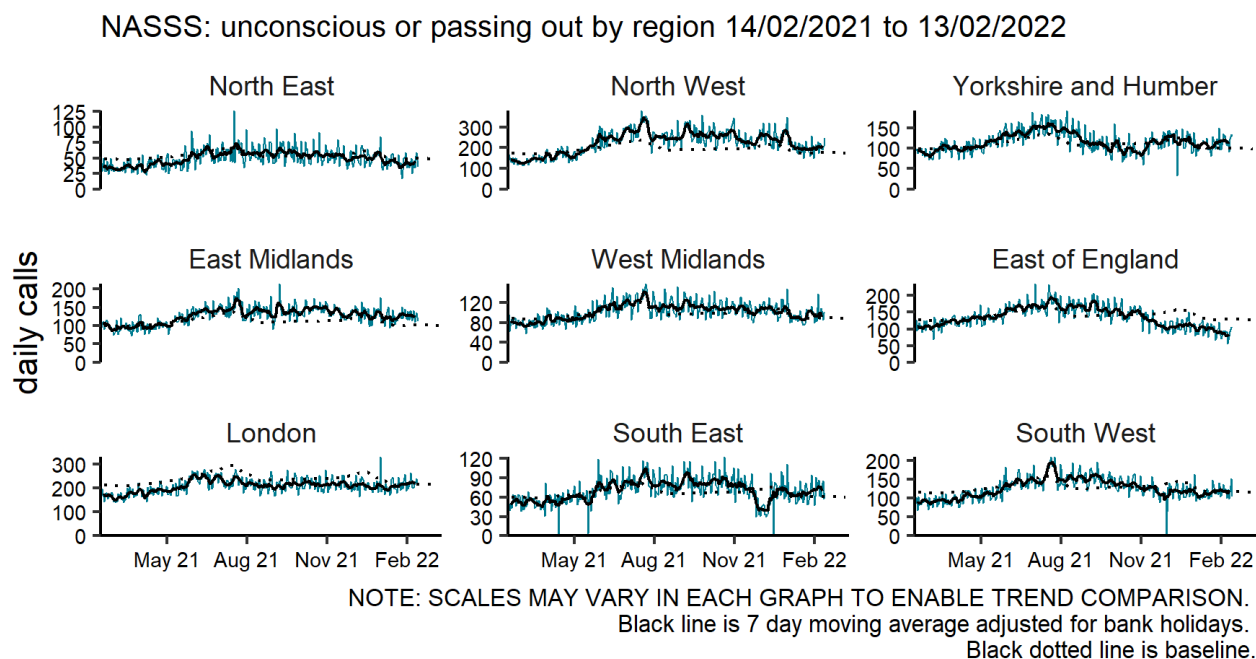 NASSS: unconscious or passing out by region 14/02/2021 to 13/02/2022
North East
North West
Yorkshire and Humber
125
100
75
50
25
0
300
200
100
0
150
100
50
0
daily calls
East Midlands
West Midlands
East of England
200
150
100
50
0
120
80
40
0
200
150
100
50
0
London
South East
South West
300
200
100
0
120
90
60
30
0
200
150
100
50
0
May 21 Aug 21 Nov 21 Feb 22
May 21 Aug 21 Nov 21 Feb 22
May 21 Aug 21 Nov 21 Feb 22
NOTE: SCALES MAY VARY IN EACH GRAPH TO ENABLE TREND COMPARISON.
Black line is 7 day moving average adjusted for bank holidays.
Black dotted line is baseline.